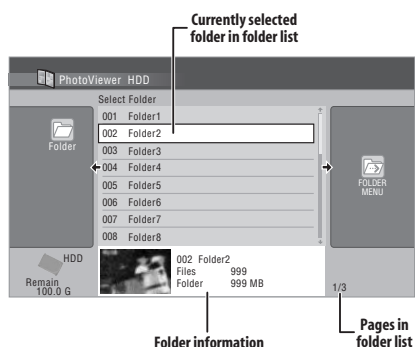 Currently selected
folder in folder list
PhotoViewer HDD
Select Folder
001 Folder1
002 Folder2
003 Folder3
004 Folder4
005 Folder5
006 Folder6
007 Folder7
008 Folder8
Folder
FOLDER
MENU
HDD
Remain
100.0 G
002 Folder2
Files 999
Folder 999 MB
1/3
Folder information
Pages in
folder list